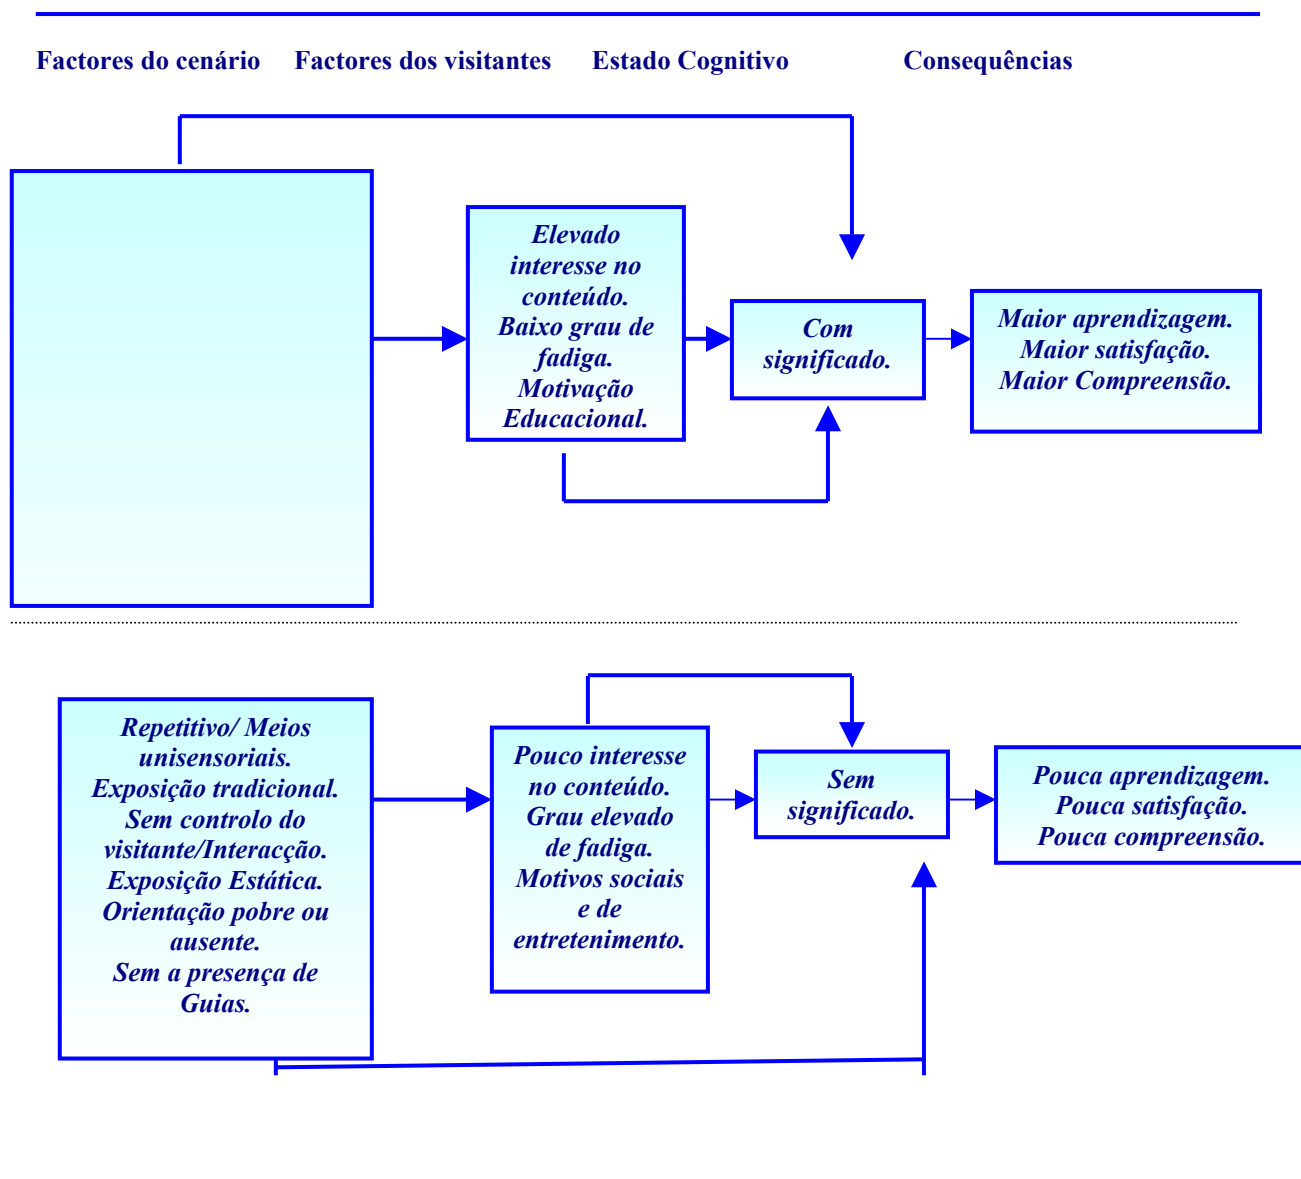 Factores do cenário Factores dos visitantes Estado Cognitivo Consequências
Elevado
interesse no
conteúdo.
Baixo grau de
fadiga.
Motivação
Educacional.
Com
significado.
Maior aprendizagem.
Maior satisfação.
Maior Compreensão.
Repetitivo/ Meios
unisensoriais.
Exposição tradicional.
Sem controlo do
visitante/Interacção.
Exposição Estática.
Orientação pobre ou
ausente.
Sem a presença de
Guias.
Pouco interesse
no conteúdo.
Grau elevado
de fadiga.
Motivos sociais
e de
entretenimento.
Sem
significado.
Pouca aprendizagem.
Pouca satisfação.
Pouca compreensão.